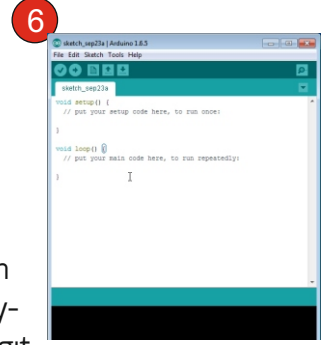 6
sketch_sep23a | Arduino 1.8.5
File Edit Sketch Tools Help
sketch_sep23a
void setup() {
// put your setup code here, to run once:
}
void loop() {
// put your main code here, to run repeatedly:
}